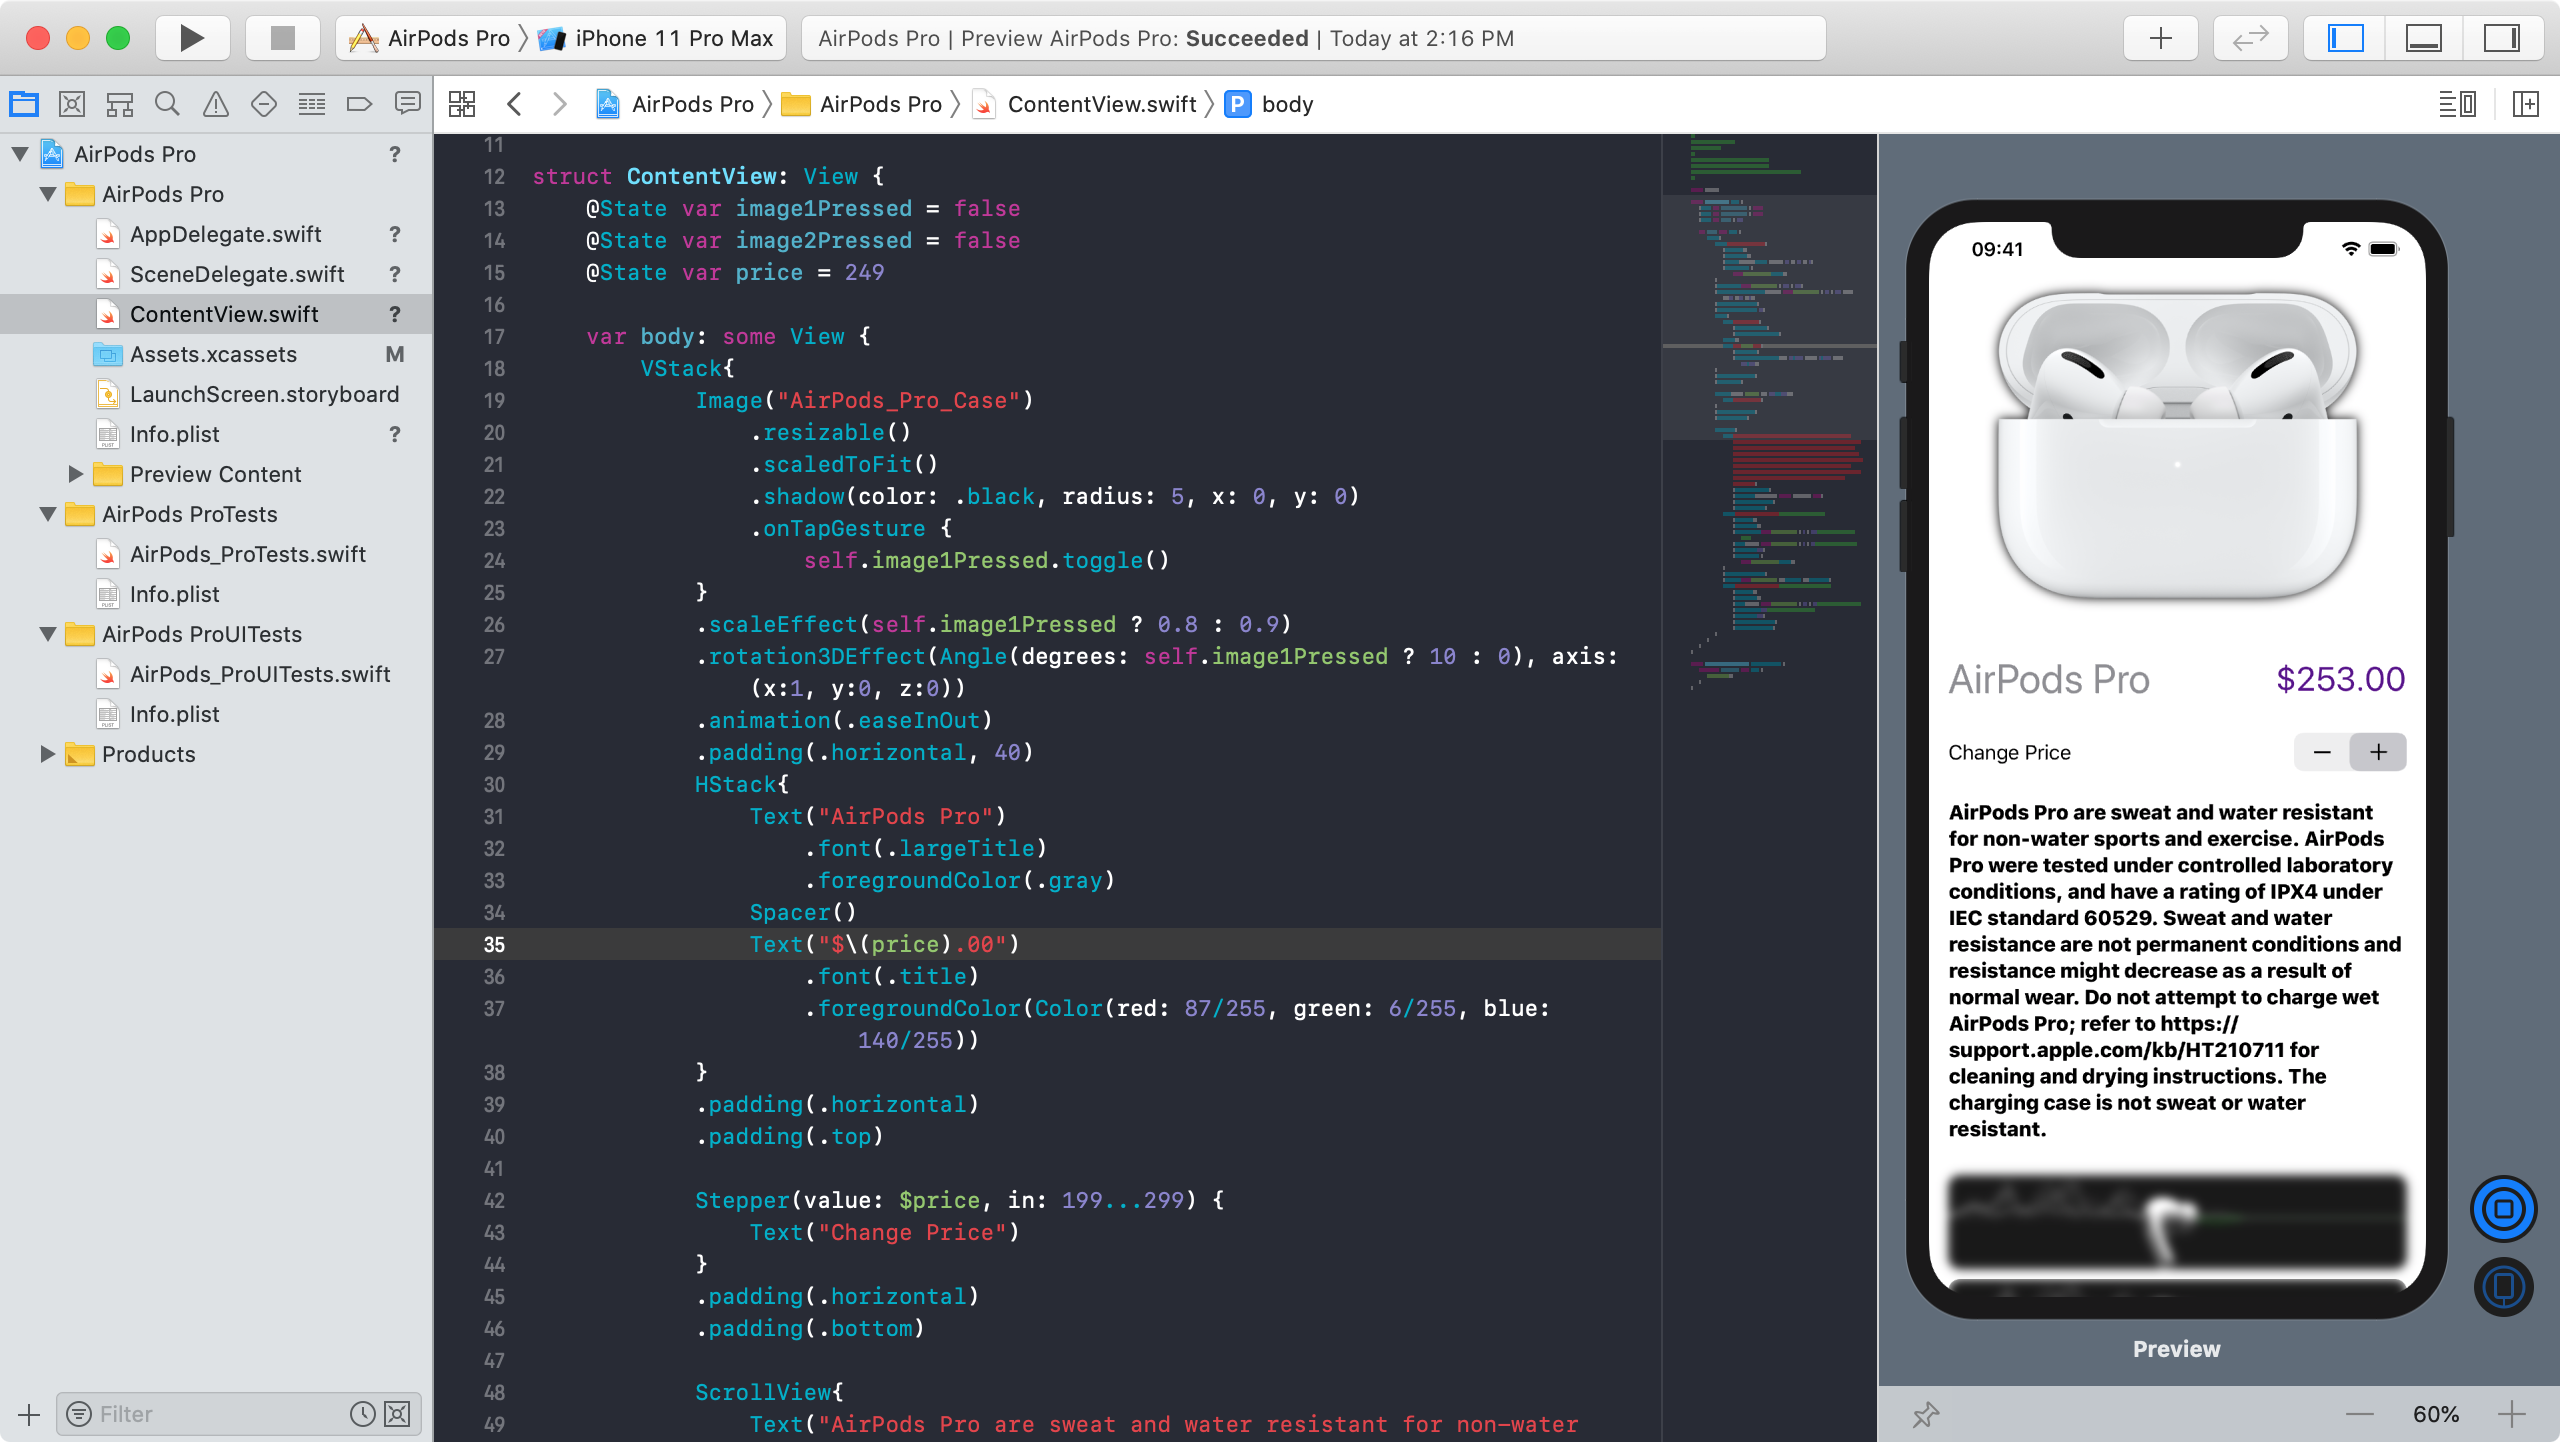 AirPods Pro
iPhone 11 Pro Max
AirPods Pro | Preview AirPods Pro: Succeeded | Today at 2:16 PM
AirPods Pro
AirPods Pro
ContentView.swift
P body
AirPods Pro ?
AirPods Pro
AppDelegate.swift ?
SceneDelegate.swift ?
ContentView.swift ?
Assets.xcassets M
LaunchScreen.storyboard
Info.plist ?
Preview Content
AirPods ProTests
AirPods_ProTests.swift
Info.plist
AirPods ProUITests
AirPods_ProUITests.swift
Info.plist
Products
Filter
11
12 struct ContentView: View {
13 @State var image1Pressed = false
14 @State var image2Pressed = false
15 @State var price = 249
16
17 var body: some View {
18 VStack{
19 Image("AirPods_Pro_Case")
20 .resizable()
21 .scaledToFit()
22 .shadow(color: .black, radius: 5, x: 0, y: 0)
23 .onTapGesture {
24 self.image1Pressed.toggle()
25 }
26 .scaleEffect(self.image1Pressed ? 0.8 : 0.9)
27 .rotation3DEffect(Angle(degrees: self.image1Pressed ? 10 : 0), axis:
(x:1, y:0, z:0))
28 .animation(.easeInOut)
29 .padding(.horizontal, 40)
30 HStack{
31 Text("AirPods Pro")
32 .font(.largeTitle)
33 .foregroundColor(.gray)
34 Spacer()
35 Text("$\(price).00")
36 .font(.title)
37 .foregroundColor(Color(red: 87/255, green: 6/255, blue:
140/255))
38 }
39 .padding(.horizontal)
40 .padding(.top)
41
42 Stepper(value: $price, in: 199...299) {
43 Text("Change Price")
44 }
45 .padding(.horizontal)
46 .padding(.bottom)
47
48 ScrollView{
49 Text("AirPods Pro are sweat and water resistant for non-water
09:41
AirPods Pro $253.00
Change Price − +
AirPods Pro are sweat and water resistant
for non-water sports and exercise. AirPods
Pro were tested under controlled laboratory
conditions, and have a rating of IPX4 under
IEC standard 60529. Sweat and water
resistance are not permanent conditions and
resistance might decrease as a result of
normal wear. Do not attempt to charge wet
AirPods Pro; refer to https://
support.apple.com/kb/HT210711 for
cleaning and drying instructions. The
charging case is not sweat or water
resistant.
Preview
60%